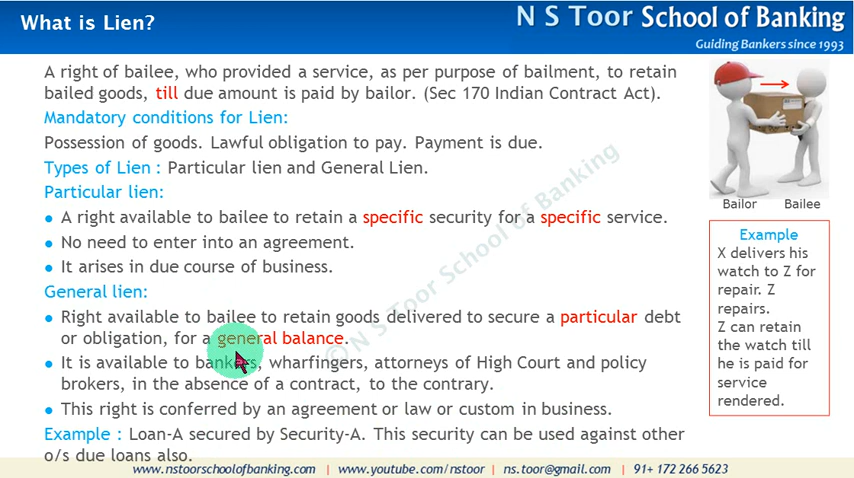 What is Lien?
N S Toor School of Banking
Guiding Bankers since 1993
A right of bailee, who provided a service, as per purpose of bailment, to retain
bailed goods, till due amount is paid by bailor. (Sec 170 Indian Contract Act).
Mandatory conditions for Lien:
Possession of goods. Lawful obligation to pay. Payment is due.
Types of Lien : Particular lien and General Lien.
Particular lien:
• A right available to bailee to retain a specific security for a specific service.
• No need to enter into an agreement.
• It arises in due course of business.
General lien:
• Right available to bailee to retain goods delivered to secure a particular debt
or obligation, for a general balance.
• It is available to bankers, wharfingers, attorneys of High Court and policy
brokers, in the absence of a contract, to the contrary.
• This right is conferred by an agreement or law or custom in business.
Example : Loan-A secured by Security-A. This security can be used against other
o/s due loans also.
Bailor Bailee
Example
X delivers his
watch to Z for
repair. Z
repairs.
Z can retain
the watch till
he is paid for
service
rendered.
© N S Toor School of Banking
www.nstoorschoolofbanking.com | www.youtube.com/nstoor | ns.toor@gmail.com | 91+ 172 266 5623